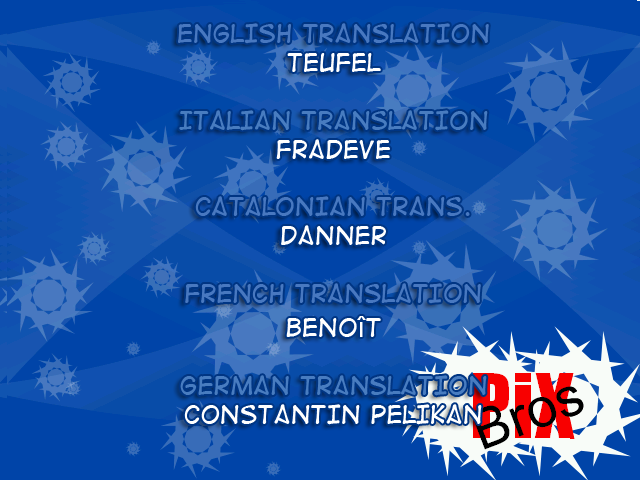 ENGLISH TRANSLATION
TEUFEL
ITALIAN TRANSLATION
FRADEVE
CATALONIAN TRANS.
DANNER
FRENCH TRANSLATION
BENOÎT
GERMAN TRANSLATION
CONSTANTIN PELIKAN
PiX
Bros